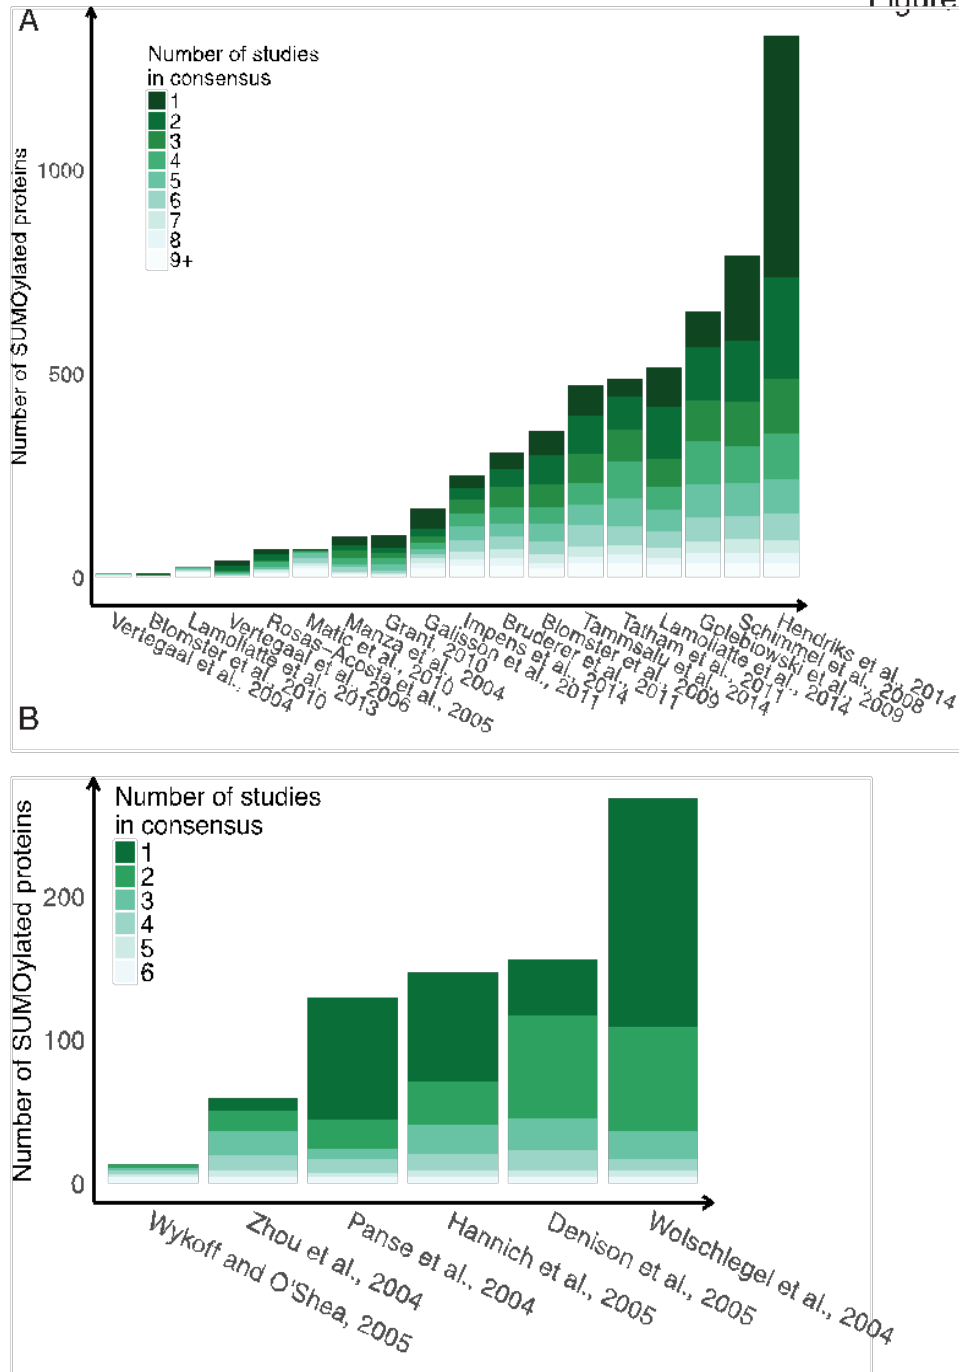 Figure
A
Number of studies
in consensus
1
2
3
4
5
6
7
8
9+
Number of SUMOylated proteins
1000
500
0
Vertegaal et al., 2004
Blomster et al., 2010
Lamoliatte et al., 2013
Vertegaal et al., 2006
Rosas-Acosta et al., 2005
Matic et al., 2010
Manza et al., 2004
Grant, 2010
Galisson et al., 2011
Impens et al., 2014
Bruderer et al., 2011
Blomster et al., 2009
Tammsalu et al., 2014
Tatham et al., 2011
Lamoliatte et al., 2014
Golebiowski et al., 2009
Schimmel et al., 2008
Hendriks et al., 2014
B
Number of studies
in consensus
1
2
3
4
5
6
Number of SUMOylated proteins
200
100
0
Wykoff and O'Shea, 2005
Zhou et al., 2004
Panse et al., 2004
Hannich et al., 2005
Denison et al., 2005
Wolschlegel et al., 2004